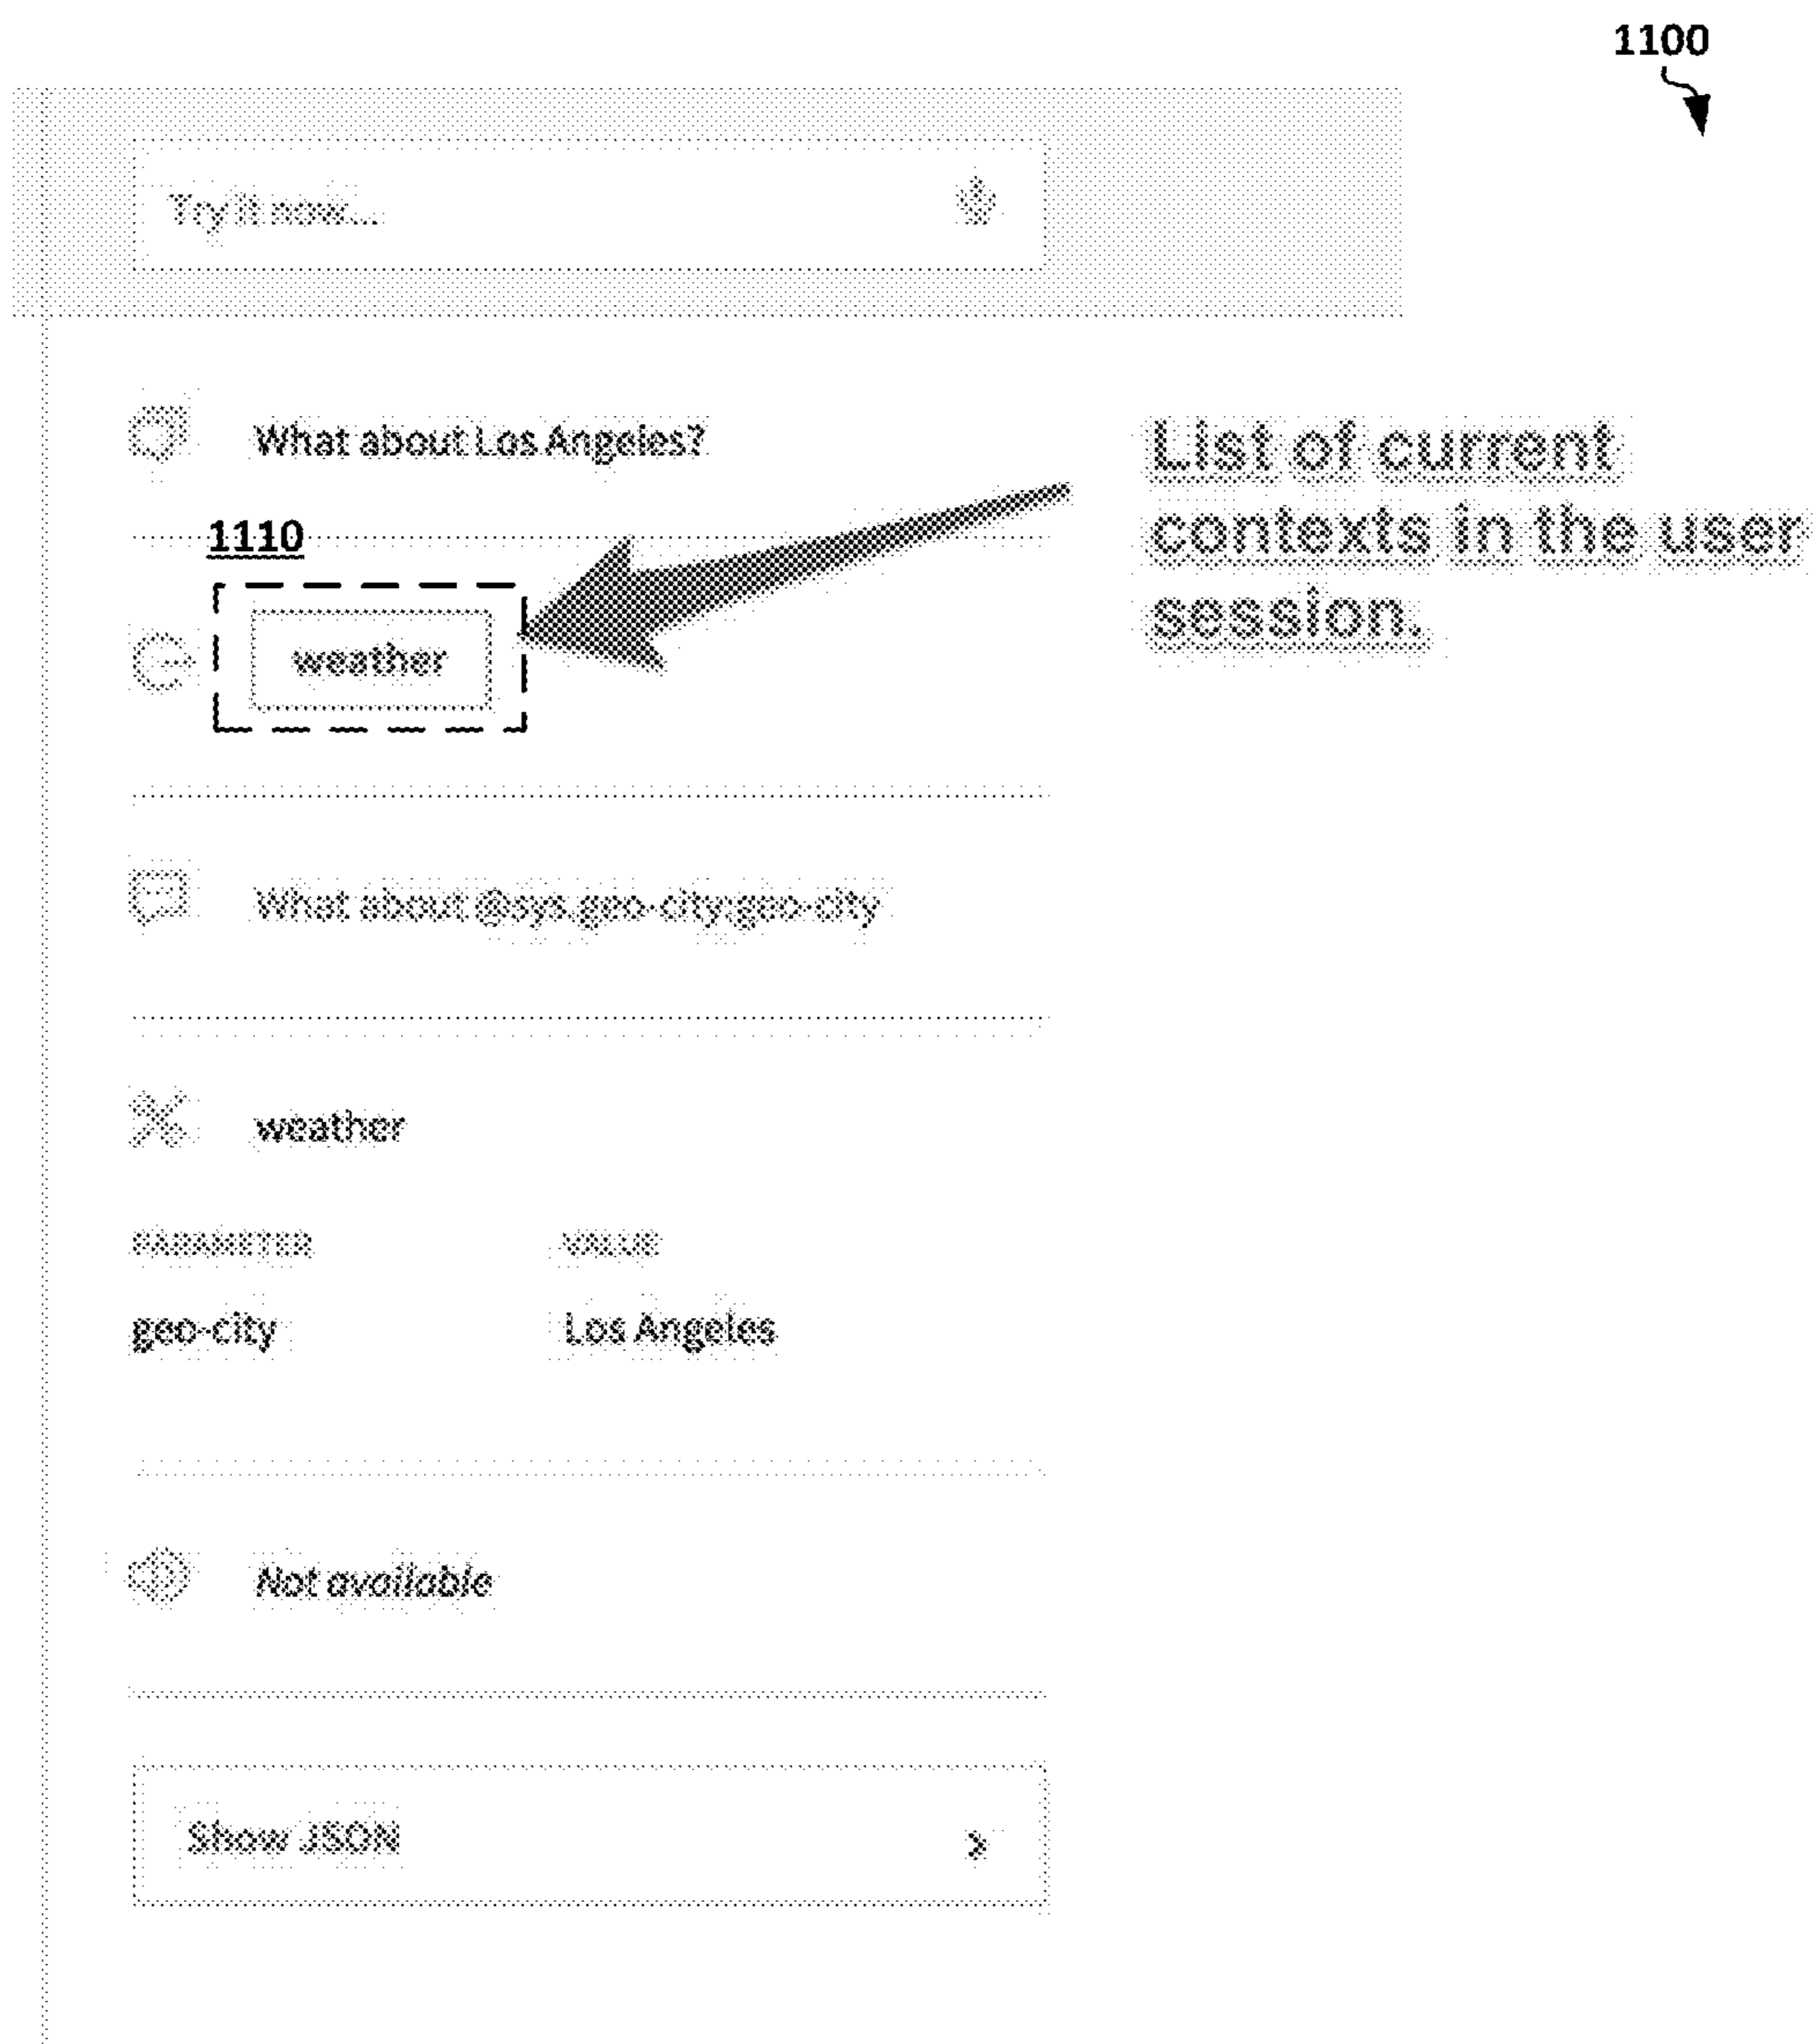 1100
Try it now...
What about Los Angeles?
List of current
contexts in the user
session.
1110
weather
What about @sys.geo-city:geo-city
weather
PARAMETER VALUE
geo-city Los Angeles
Not available
Show JSON